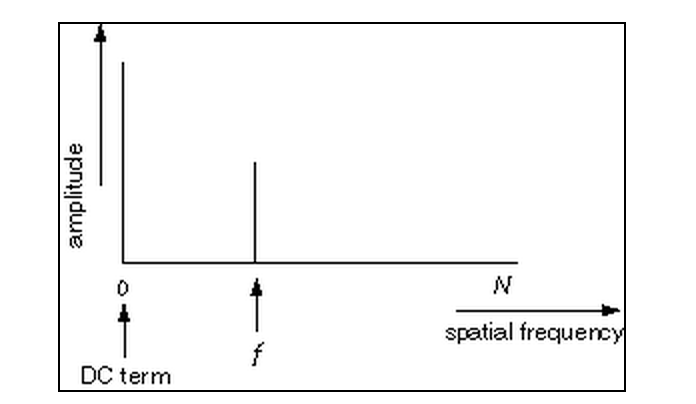 amplitude
0
N
f
spatial frequency
DC term